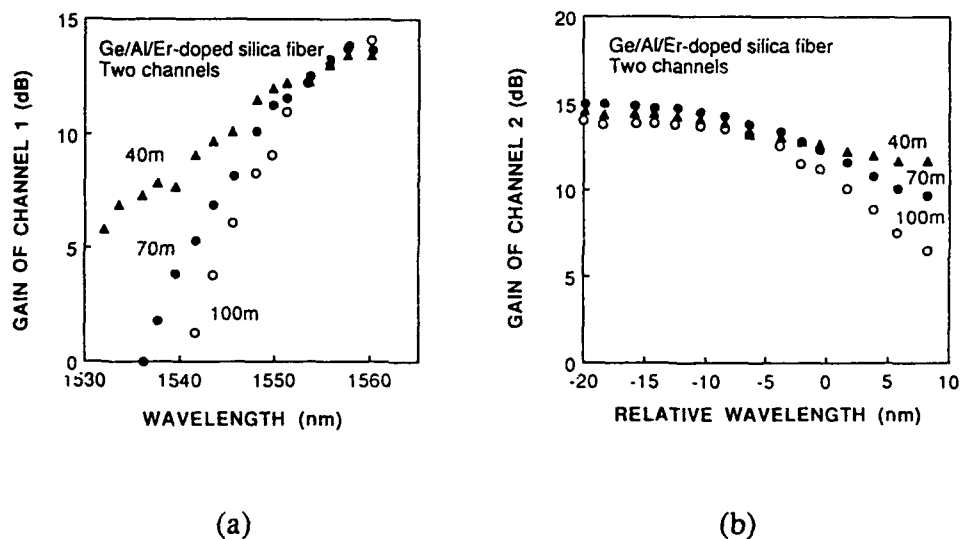 15
10
5
0
GAIN OF CHANNEL 1 (dB)
Ge/Al/Er-doped silica fiber
Two channels
40m
70m
100m
1530
1540
1550
1560
WAVELENGTH (nm)
(a)
20
15
10
5
0
GAIN OF CHANNEL 2 (dB)
Ge/Al/Er-doped silica fiber
Two channels
40m
70m
100m
-20
-15
-10
-5
0
5
10
RELATIVE WAVELENGTH (nm)
(b)